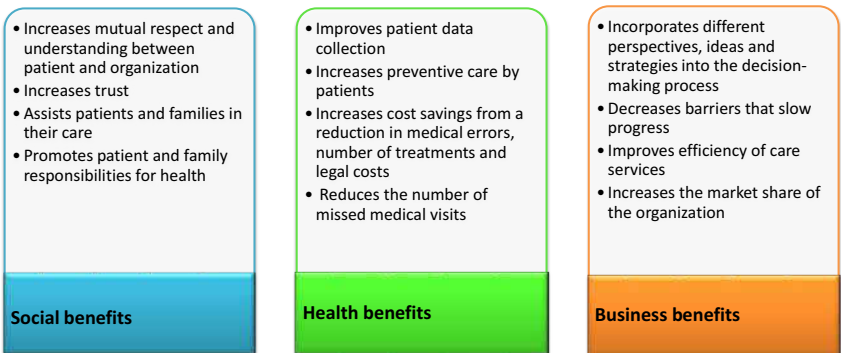 • Increases mutual respect and
understanding between
patient and organization
• Increases trust
• Assists patients and families in
their care
• Promotes patient and family
responsibilities for health
Social benefits
• Improves patient data
collection
• Increases preventive care by
patients
• Increases cost savings from a
reduction in medical errors,
number of treatments and
legal costs
• Reduces the number of
missed medical visits
Health benefits
• Incorporates different
perspectives, ideas and
strategies into the decision-
making process
• Decreases barriers that slow
progress
• Improves efficiency of care
services
• Increases the market share of
the organization
Business benefits